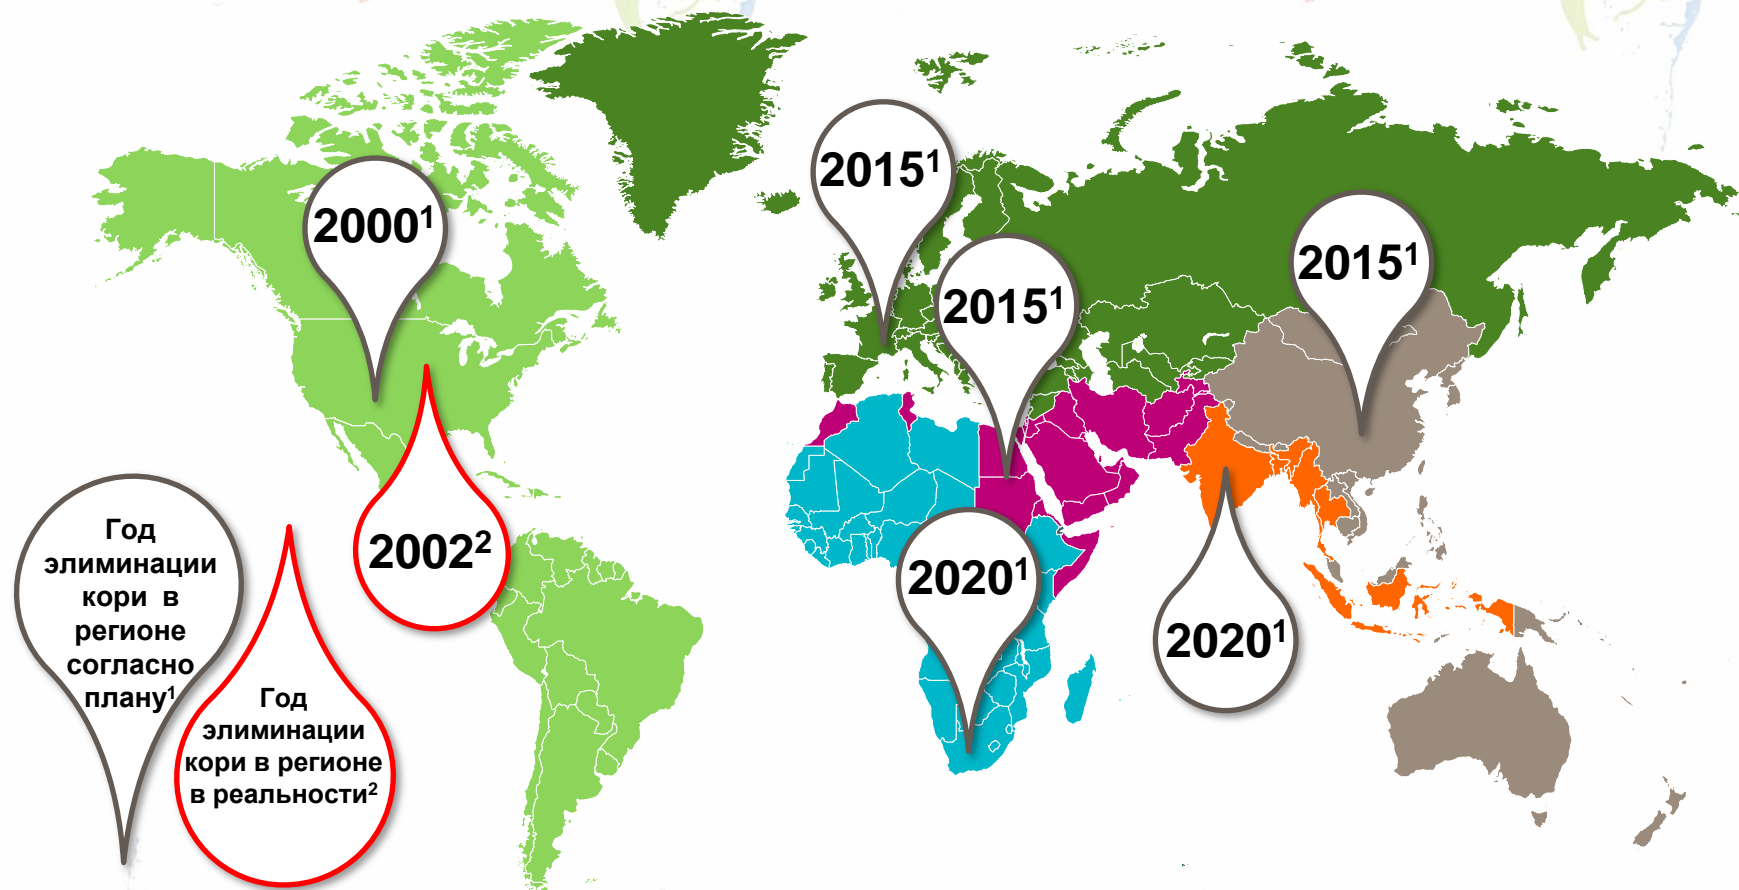 2015¹
2000¹
2015¹
2015¹
2002²
2020¹
2020¹
Год
элиминации
кори в
регионе
согласно
плану¹
Год
элиминации
кори в регионе
в реальности²